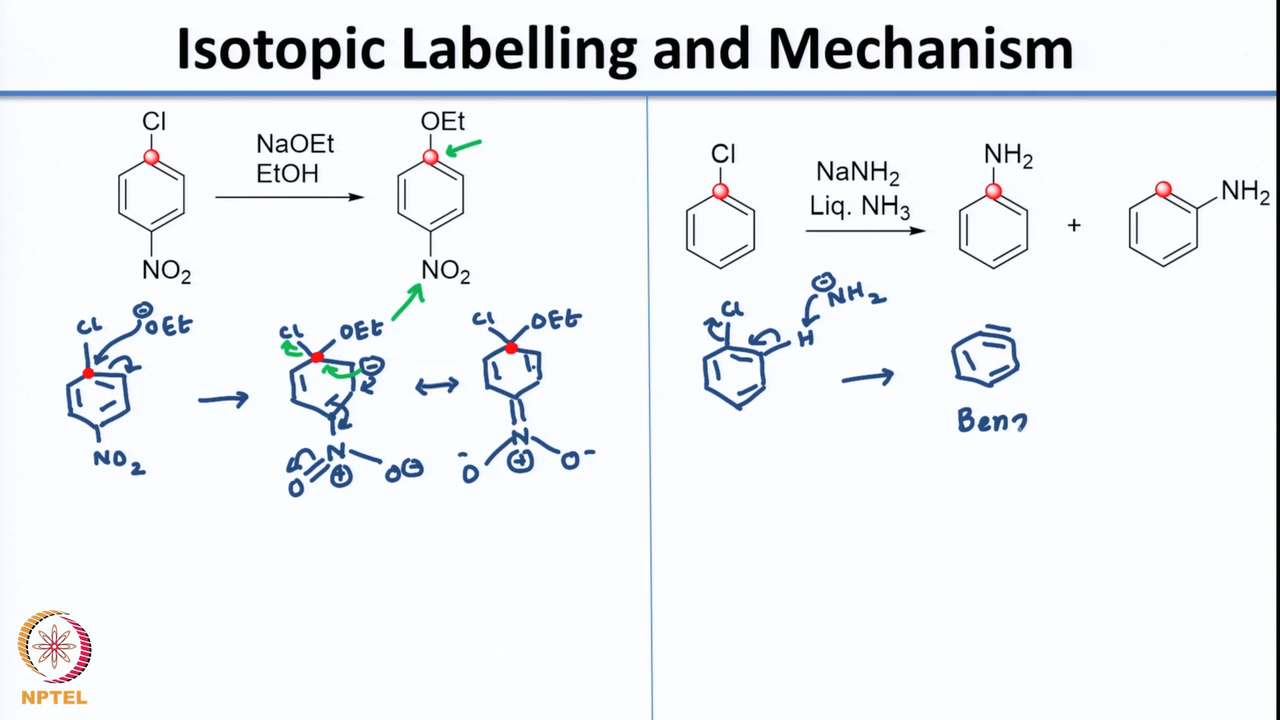 Isotopic Labelling and Mechanism
Cl
NaOEt
EtOH
NO2
OEt
NO2
Cl
⊖OEt
NO2
Cl OEt
⊖
N
O ⊕ O⊖
Cl OEt
N
-O ⊕ O-
Cl
NaNH2
Liq. NH3
NH2
+
NH2
Cl
H
⊖NH2
Benz
NPTEL